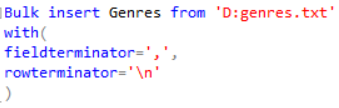 Bulk insert Genres from 'D:genres.txt'
with(
fieldterminator=',',
rowterminator='\n'
)